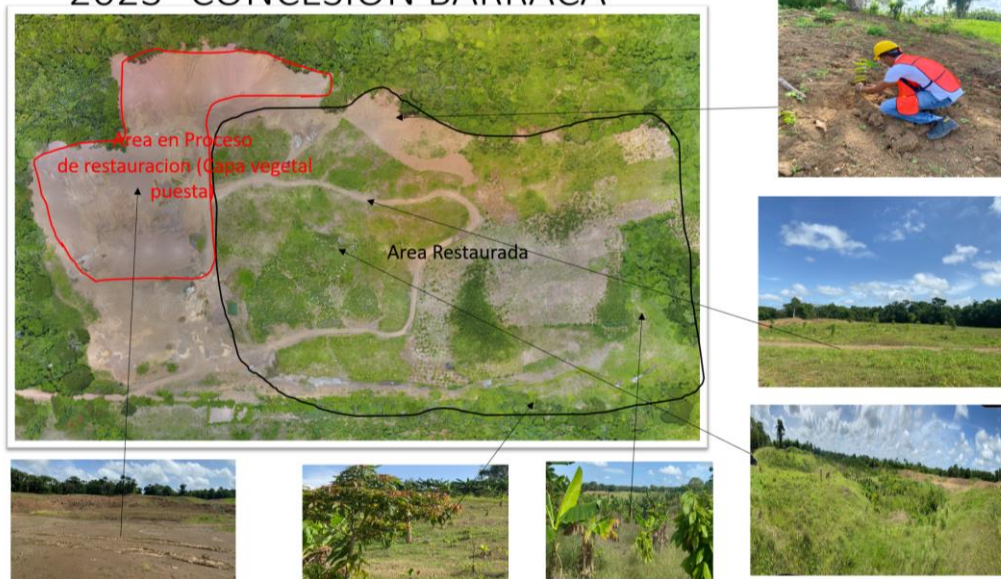 2023 CONCESION BARRACA
Area en Proceso
de restauracion (Capa vegetal
puesta)
Area Restaurada